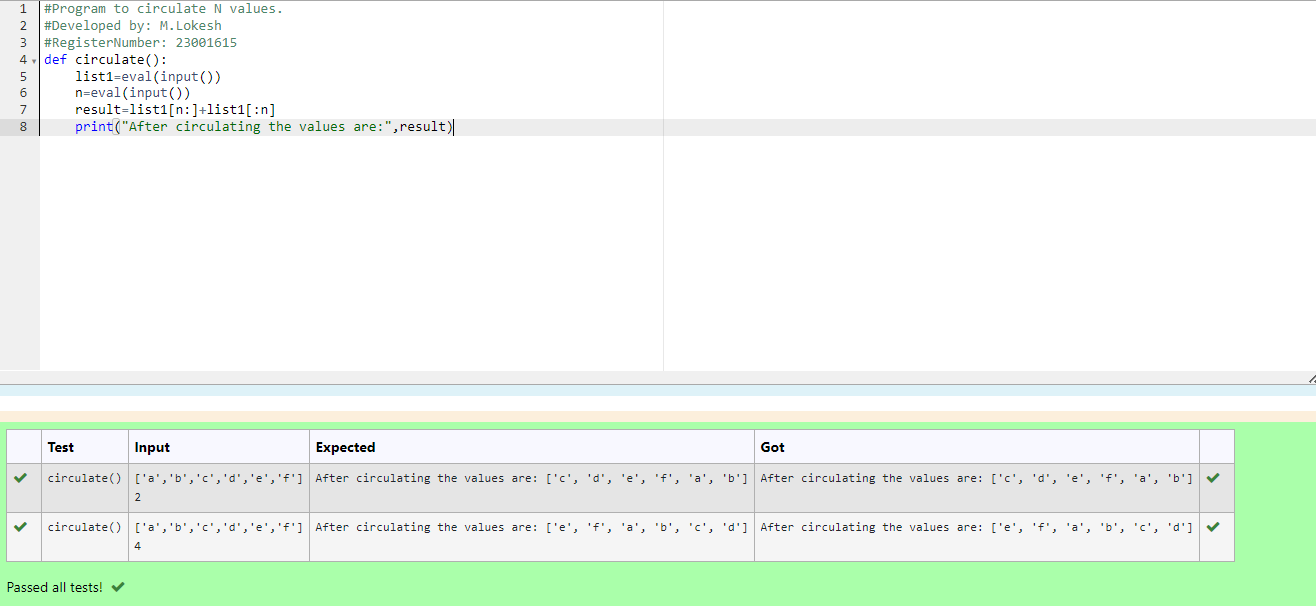 1 #Program to circulate N values.
2 #Developed by: M.Lokesh
3 #RegisterNumber: 23001615
4 def circulate():
5     list1=eval(input())
6     n=eval(input())
7     result=list1[n:]+list1[:n]
8     print("After circulating the values are:",result)
Test Input Expected Got
circulate() ['a','b','c','d','e','f'] After circulating the values are: ['c', 'd', 'e', 'f', 'a', 'b'] After circulating the values are: ['c', 'd', 'e', 'f', 'a', 'b']
2
circulate() ['a','b','c','d','e','f'] After circulating the values are: ['e', 'f', 'a', 'b', 'c', 'd'] After circulating the values are: ['e', 'f', 'a', 'b', 'c', 'd']
4
Passed all tests!